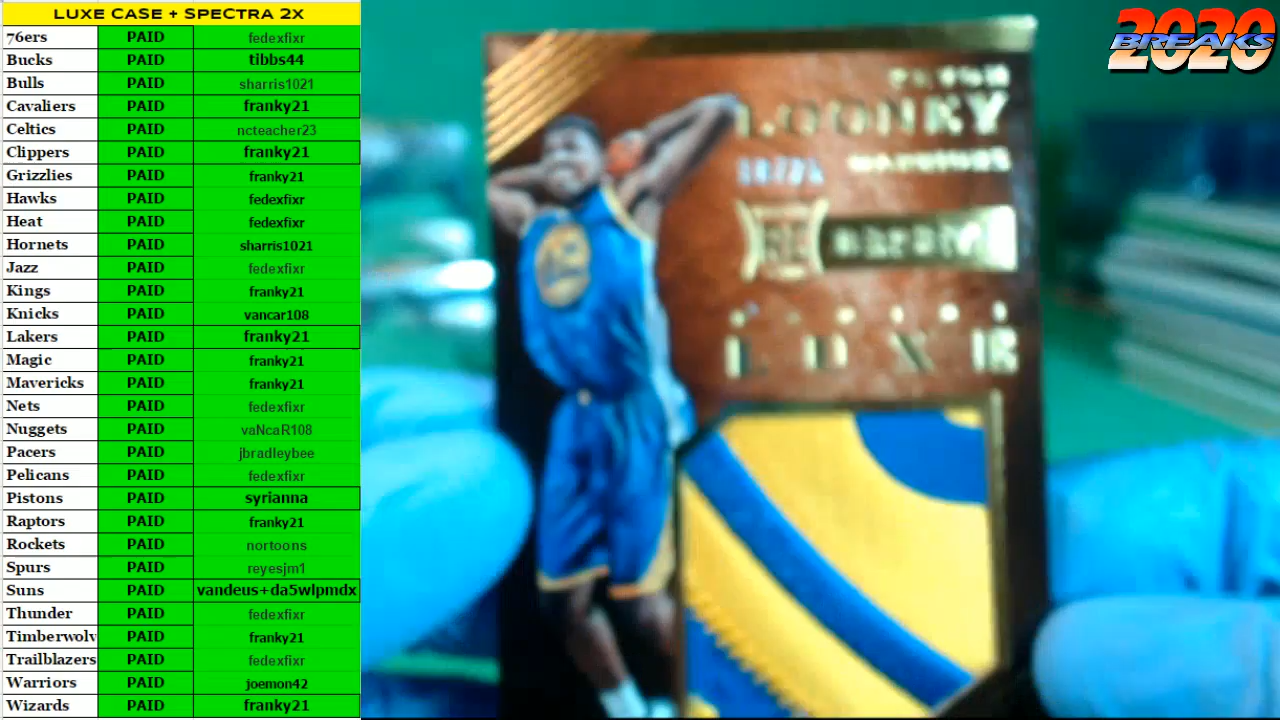 LUXE CASE + SPECTRA 2X
76ers PAID fedexfixr
Bucks PAID tibbs44
Bulls PAID sharris1021
Cavaliers PAID franky21
Celtics PAID ncteacher23
Clippers PAID franky21
Grizzlies PAID franky21
Hawks PAID fedexfixr
Heat PAID fedexfixr
Hornets PAID sharris1021
Jazz PAID fedexfixr
Kings PAID franky21
Knicks PAID vancar108
Lakers PAID franky21
Magic PAID franky21
Mavericks PAID franky21
Nets PAID fedexfixr
Nuggets PAID vaNcaR108
Pacers PAID jbradleybee
Pelicans PAID fedexfixr
Pistons PAID syrianna
Raptors PAID franky21
Rockets PAID nortoons
Spurs PAID reyesjm1
Suns PAID vandeus+da5wlpmdx
Thunder PAID fedexfixr
Timberwolv PAID franky21
Trailblazers PAID fedexfixr
Warriors PAID joemon42
Wizards PAID franky21
2020
BREAKS
LOONEY
LUXE